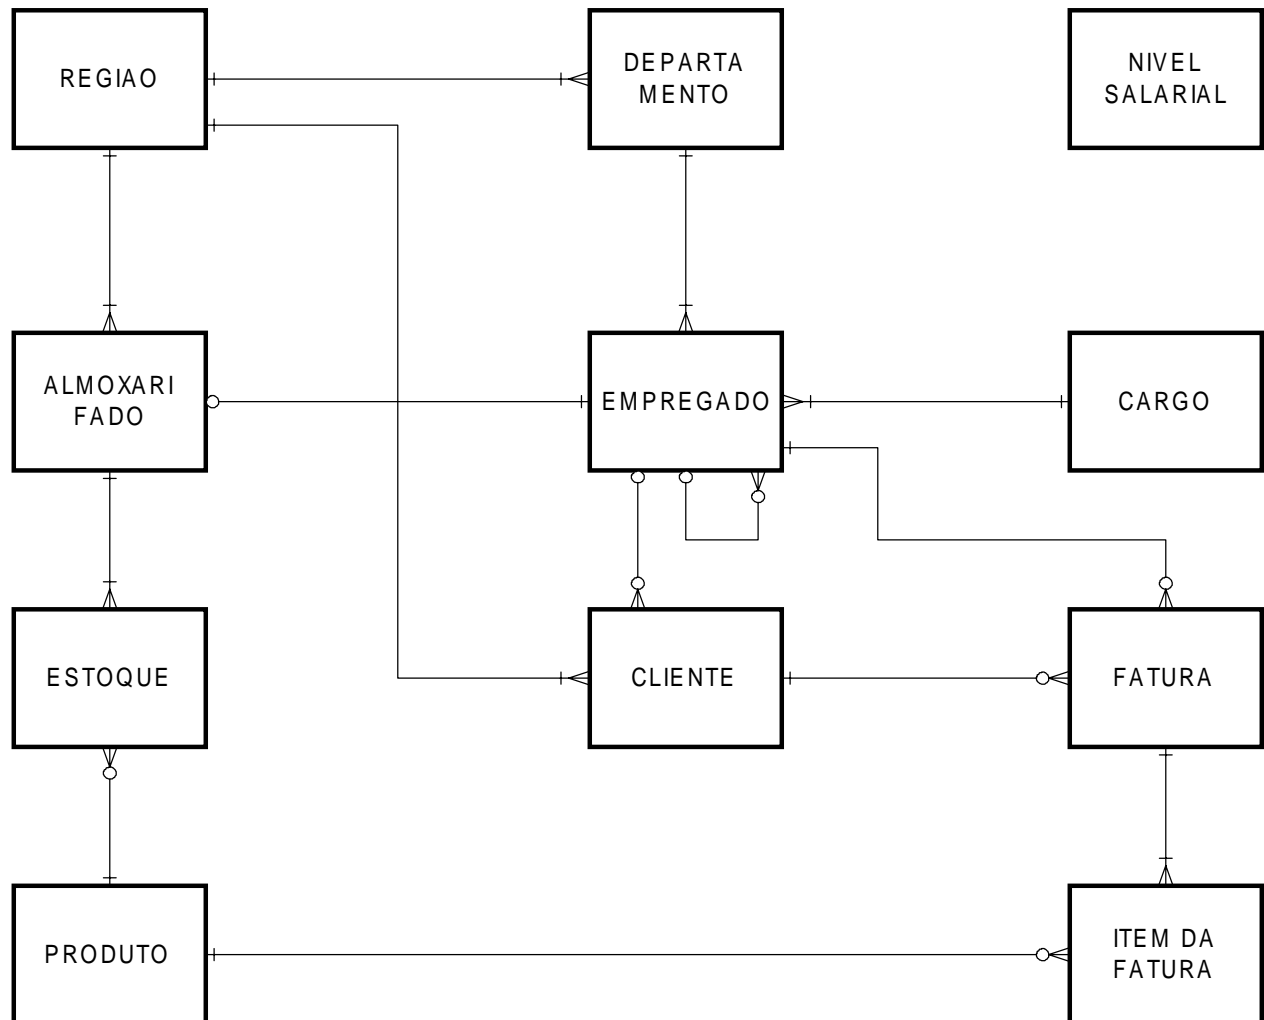 REGIAO
DEPARTA
MENTO
NIVEL
SALARIAL
ALMOXARI
FADO
EMPREGADO
CARGO
ESTOQUE
CLIENTE
FATURA
PRODUTO
ITEM DA
FATURA